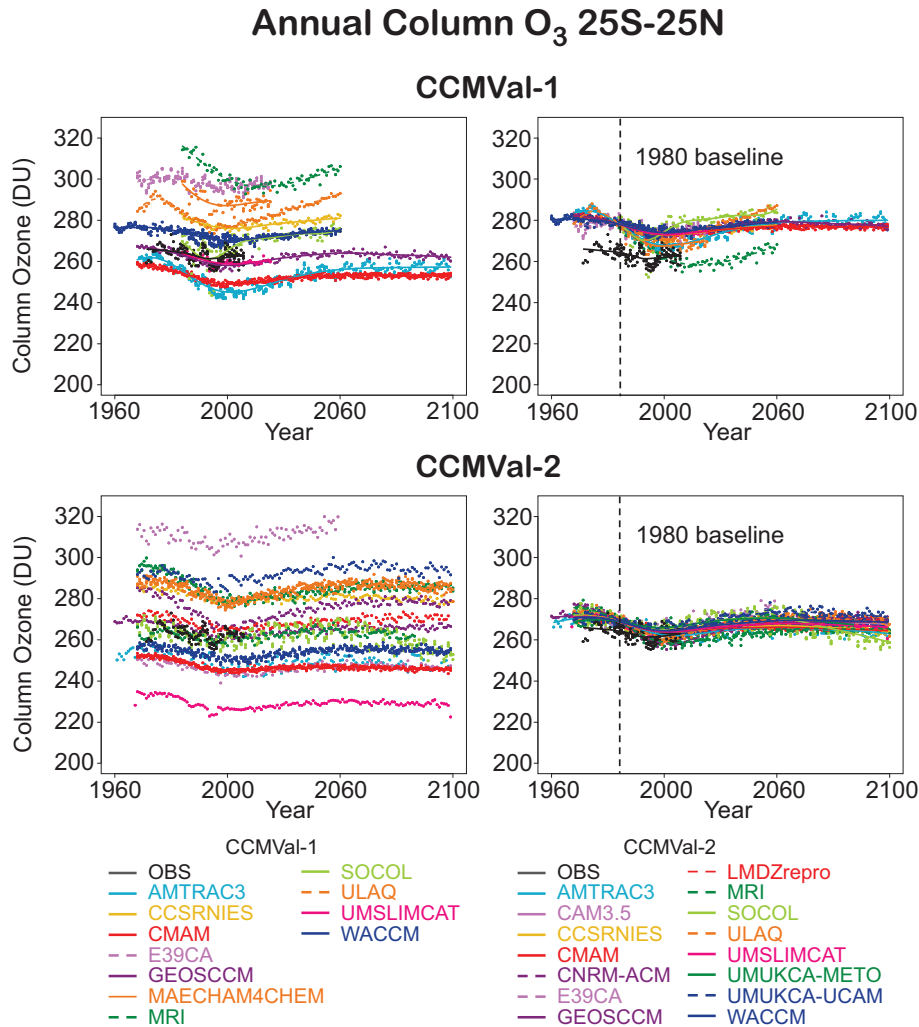 Annual Column O3 25S-25N
CCMVal-1
Column Ozone (DU)
320
300
280
260
240
220
200
1960
2000
2060
2100
Year
320
300
280
260
240
220
200
1980 baseline
1960
2000
2060
2100
Year
CCMVal-2
Column Ozone (DU)
320
300
280
260
240
220
200
1960
2000
2060
2100
Year
320
300
280
260
240
220
200
1980 baseline
1960
2000
2060
2100
Year
CCMVal-1
OBS
AMTRAC3
CCSRNIES
CMAM
E39CA
GEOSCCM
MAECHAM4CHEM
MRI
SOCOL
ULAQ
UMSLIMCAT
WACCM
CCMVal-2
OBS
AMTRAC3
CAM3.5
CCSRNIES
CMAM
CNRM-ACM
E39CA
GEOSCCM
LMDZrepro
MRI
SOCOL
ULAQ
UMSLIMCAT
UMUKCA-METO
UMUKCA-UCAM
WACCM